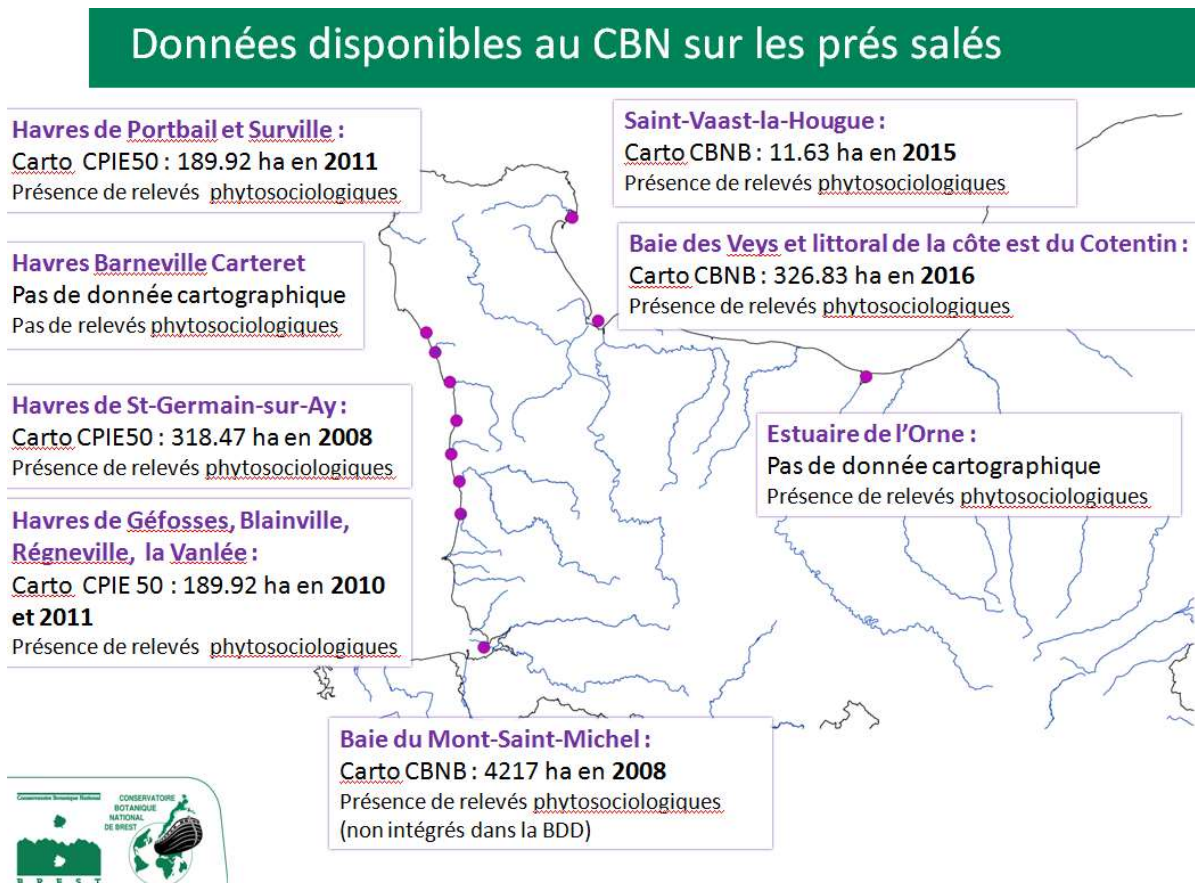 Données disponibles au CBN sur les prés salés
Havres de Portbail et Surville :
Carto CPIE50 : 189.92 ha en 2011
Présence de relevés phytosociologiques
Havres Barneville Carteret
Pas de donnée cartographique
Pas de relevés phytosociologiques
Havres de St-Germain-sur-Ay :
Carto CPIE50 : 318.47 ha en 2008
Présence de relevés phytosociologiques
Havres de Géfosses, Blainville,
Régneville, la Vanlée :
Carto CPIE 50 : 189.92 ha en 2010
et 2011
Présence de relevés phytosociologiques
Saint-Vaast-la-Hougue :
Carto CBNB : 11.63 ha en 2015
Présence de relevés phytosociologiques
Baie des Veys et littoral de la côte est du Cotentin :
Carto CBNB : 326.83 ha en 2016
Présence de relevés phytosociologiques
Estuaire de l'Orne :
Pas de donnée cartographique
Présence de relevés phytosociologiques
Baie du Mont-Saint-Michel :
Carto CBNB : 4217 ha en 2008
Présence de relevés phytosociologiques
(non intégrés dans la BDD)
Conservatoire Botanique National
BREST
CONSERVATOIRE
BOTANIQUE
NATIONAL
DE BREST